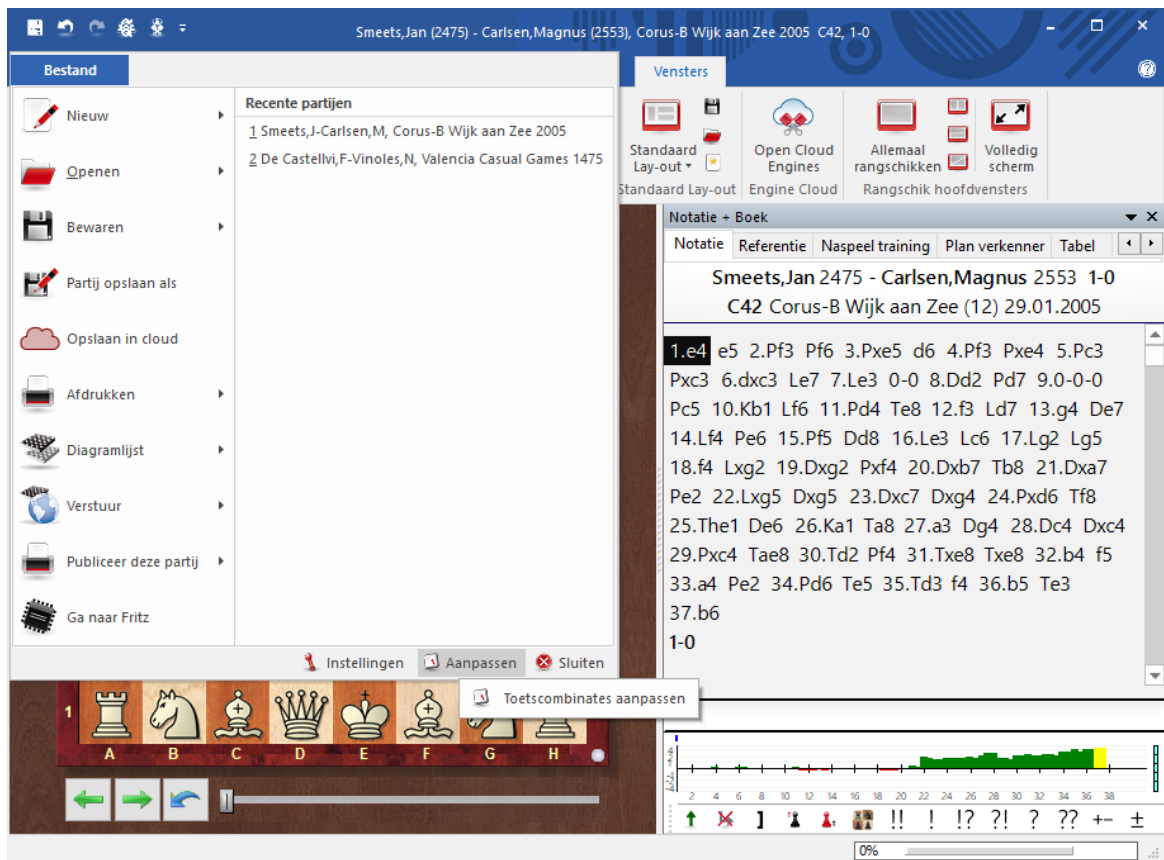 Smeets,Jan (2475) - Carlsen,Magnus (2553), Corus-B Wijk aan Zee 2005 C42, 1-0
Bestand
Vensters
Nieuw
Openen
Bewaren
Partij opslaan als
Opslaan in cloud
Afdrukken
Diagramlijst
Verstuur
Publiceer deze partij
Ga naar Fritz
Recente partijen
1 Smeets,J-Carlsen,M, Corus-B Wijk aan Zee 2005
2 De Castellvi,F-Vinoles,N, Valencia Casual Games 1475
Instellingen Aanpassen Sluiten
Toetscombinates aanpassen
Standaard Lay-out
Open Cloud Engines
Allemaal rangschikken
Volledig scherm
Standaard Lay-out Engine Cloud Rangschik hoofdvensters
Notatie + Boek
Notatie Referentie Naspeel training Plan verkenner Tabel
Smeets,Jan 2475 - Carlsen,Magnus 2553 1-0
C42 Corus-B Wijk aan Zee (12) 29.01.2005
1.e4 e5 2.Pf3 Pf6 3.Pxe5 d6 4.Pf3 Pxe4 5.Pc3
Pxc3 6.dxc3 Le7 7.Le3 0-0 8.Dd2 Pd7 9.0-0-0
Pc5 10.Kb1 Lf6 11.Pd4 Te8 12.f3 Ld7 13.g4 De7
14.Lf4 Pe6 15.Pf5 Dd8 16.Le3 Lc6 17.Lg2 Lg5
18.f4 Lxg2 19.Dxg2 Pxf4 20.Dxb7 Tb8 21.Dxa7
Pe2 22.Lxg5 Dxg5 23.Dxc7 Dxg4 24.Pxd6 Tf8
25.The1 De6 26.Ka1 Ta8 27.a3 Dg4 28.Dc4 Dxc4
29.Pxc4 Tae8 30.Td2 Pf4 31.Txe8 Txe8 32.b4 f5
33.a4 Pe2 34.Pd6 Te5 35.Td3 f4 36.b5 Te3
37.b6
1-0
1
A B C D E F G H
2 4 6 8 10 12 14 16 18 20 22 24 26 28 30 32 34 36 38
] !! ! !? ?! ? ?? +− ±
0%